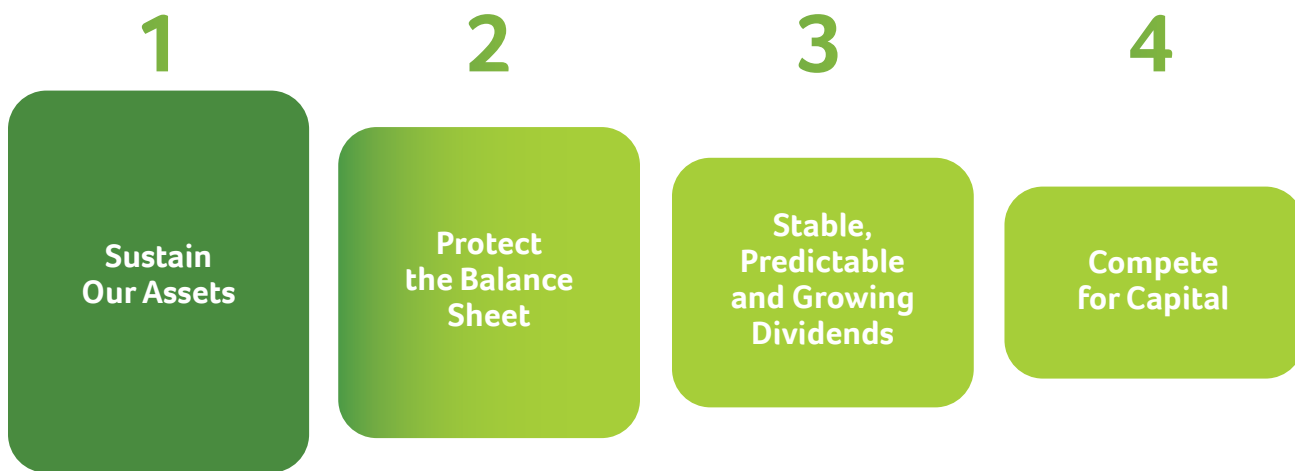 1
2
3
4
Sustain
Our Assets
Protect
the Balance
Sheet
Stable,
Predictable
and Growing
Dividends
Compete
for Capital